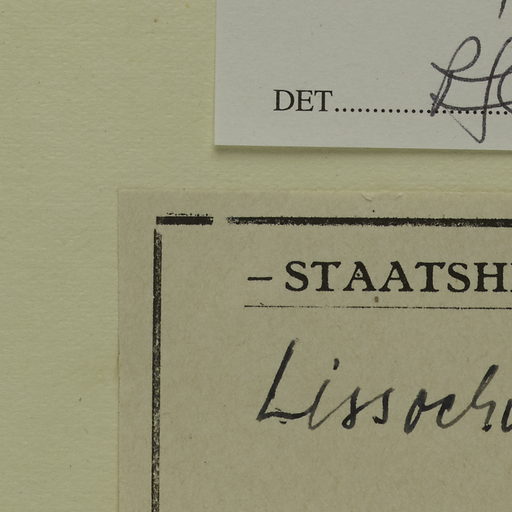 DET....................
– STAATSH
Lissoch